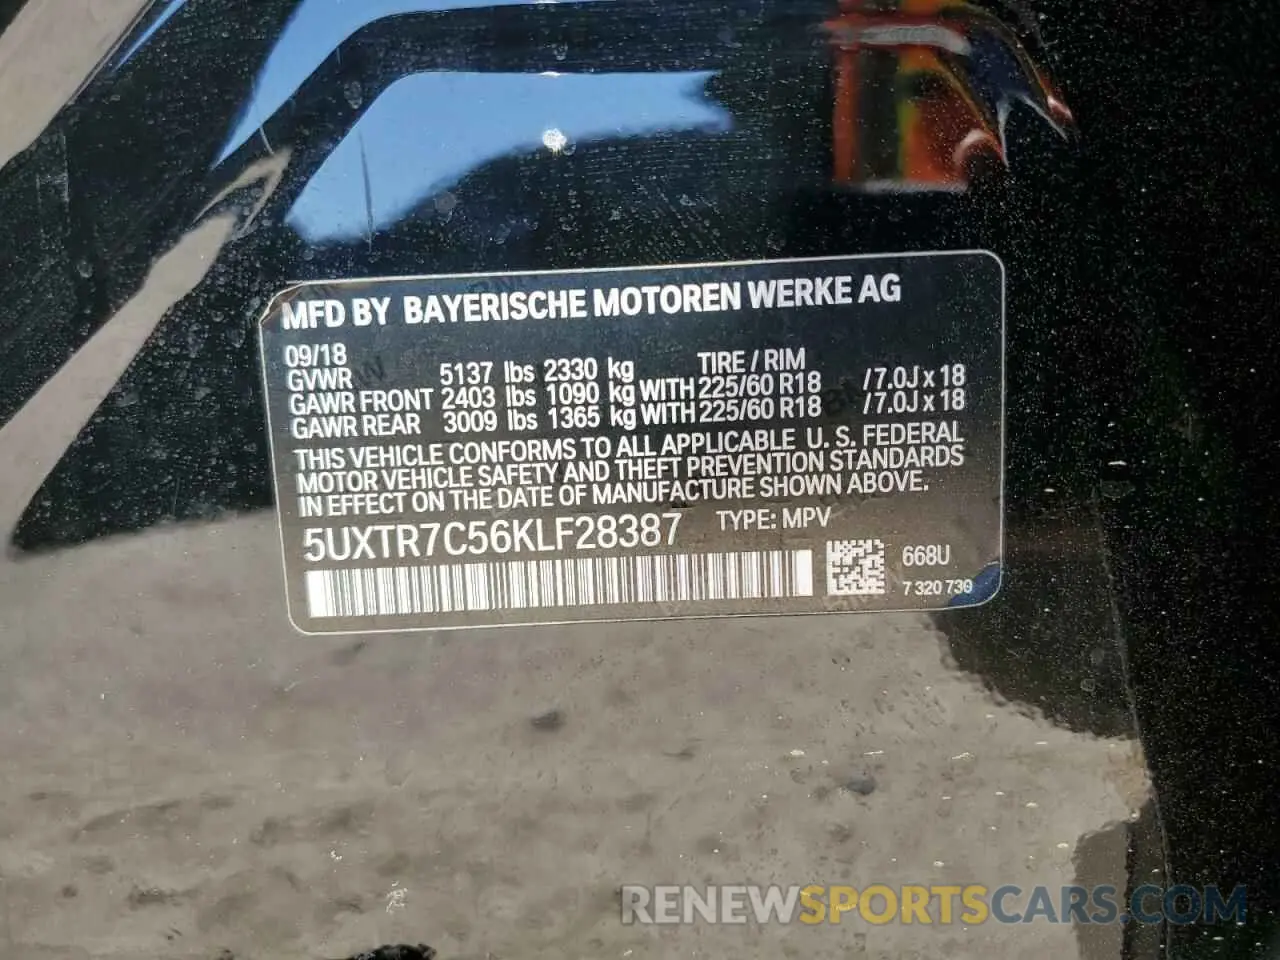 MFD BY BAYERISCHE MOTOREN WERKE AG
09/18 TIRE / RIM
GVWR 5137 lbs 2330 kg
GAWR FRONT 2403 lbs 1090 kg WITH 225/60 R18 /7.0J x 18
GAWR REAR 3009 lbs 1365 kg WITH 225/60 R18 /7.0J x 18
THIS VEHICLE CONFORMS TO ALL APPLICABLE U. S. FEDERAL
MOTOR VEHICLE SAFETY AND THEFT PREVENTION STANDARDS
IN EFFECT ON THE DATE OF MANUFACTURE SHOWN ABOVE.
5UXTR7C56KLF28387 TYPE: MPV
668U
7 320 730
RENEWSPORTSCARS.COM